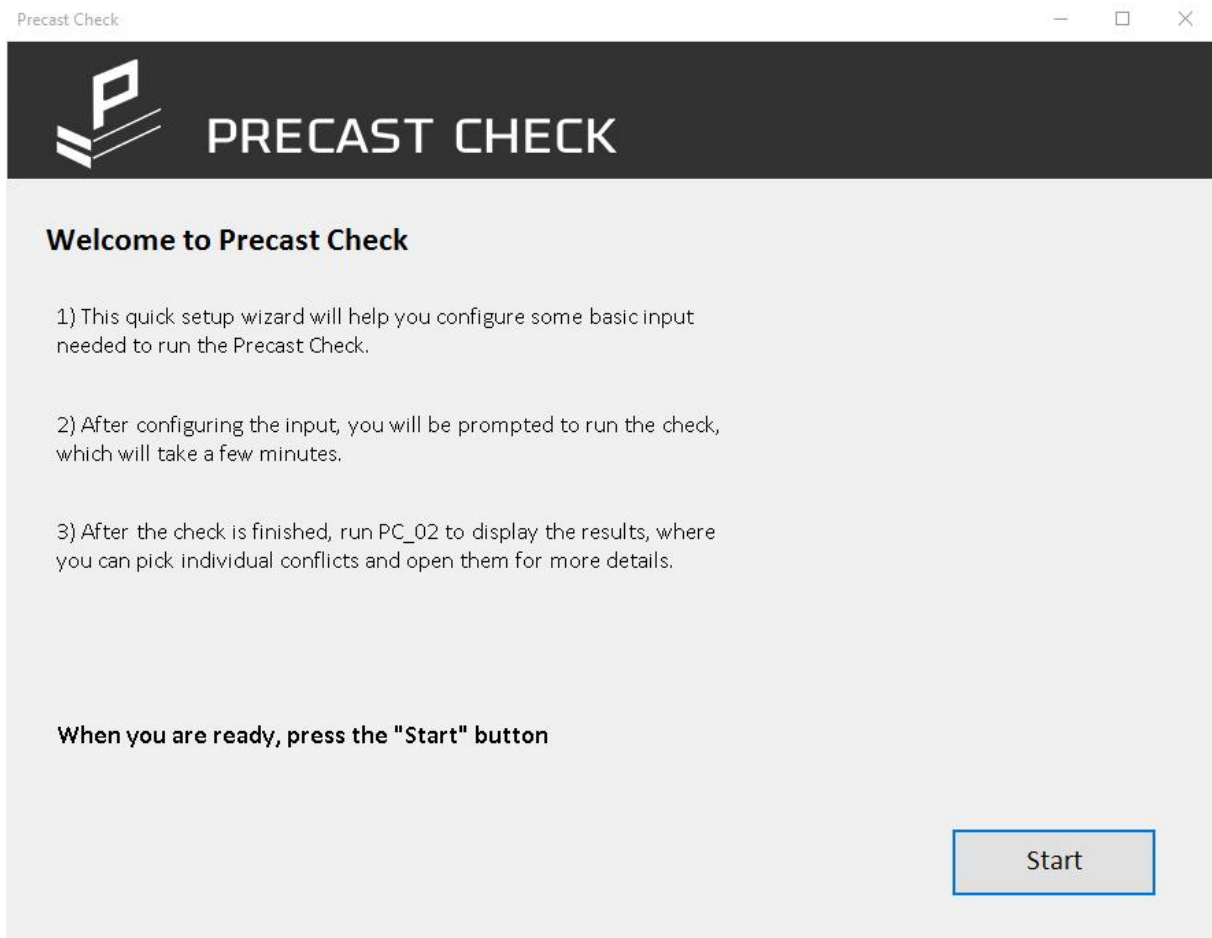 Precast Check
PRECAST CHECK
Welcome to Precast Check
1) This quick setup wizard will help you configure some basic input
needed to run the Precast Check.
2) After configuring the input, you will be prompted to run the check,
which will take a few minutes.
3) After the check is finished, run PC_02 to display the results, where
you can pick individual conflicts and open them for more details.
When you are ready, press the "Start" button
Start